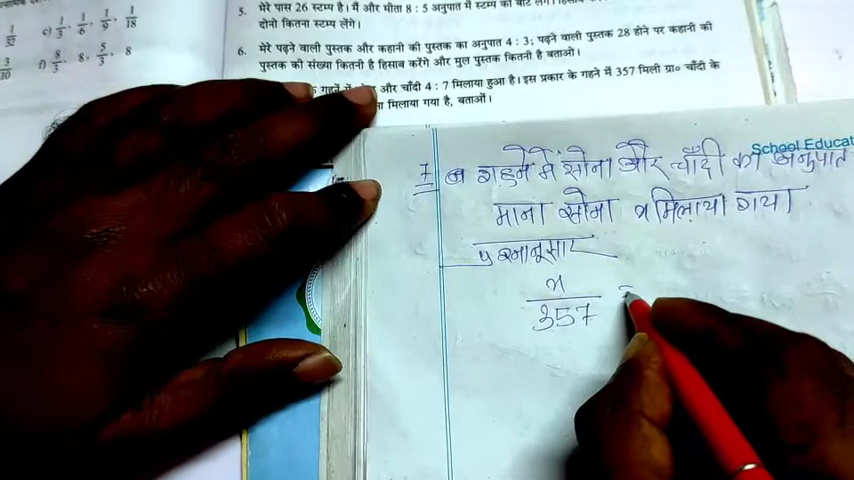 5. मेरे पास 26 स्टम्प है। मैं और मीता 8 : 5 अनुपात में स्टम्प को बाँट लेंगे।
दोनो कितना स्टम्प लेंगे।
6. मेरे पढ़ने वाली पुस्तक और कहानी की पुस्तक का अनुपात 4 : 3; पढ़ने वाली पुस्तक 28 होने पर कहानी की
पुस्तक की संख्या कितनी है हिसाब करेंगे और मुल पुस्तक कितनी है बताओ।
गहने में और चाँदी 4 : 7 मिलाया हुआ है। इस प्रकार के गहने में 357 मिली ग्रा० चाँदी के
मिलाया गया है, बताओं।
1/32 c) 1/3, 1/6, 1/9, 1/18
3/10 f) 8/3, 8, 5/3, 8
School Educat
7 गहने में सोना और चाँदी का अनुपात
माना सोना x मिलाया गया
प्रश्नानुसार
x/357 =